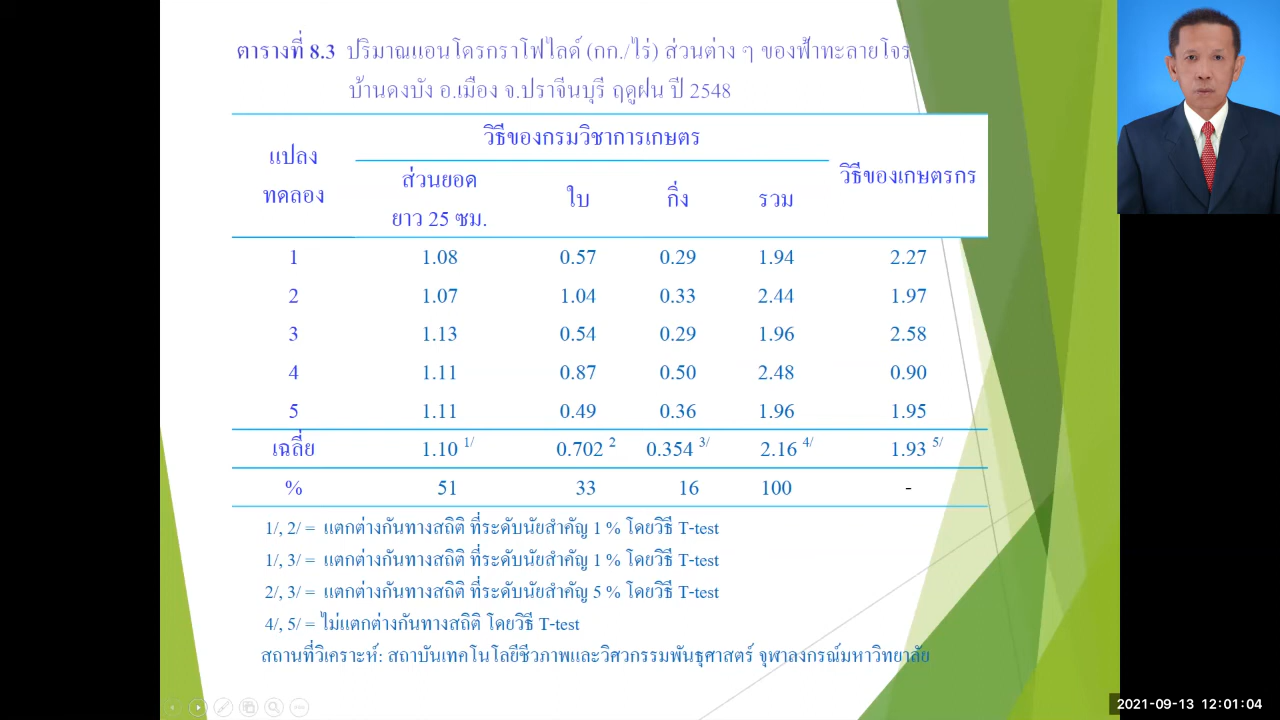 ตารางที่ 8.3 ปริมาณแอนโดรกราโฟไลด์ (กก./ไร่) ส่วนต่าง ๆ ของฟ้าทะลายโจร
บ้านดงบัง อ.เมือง จ.ปราจีนบุรี ฤดูฝน ปี 2548
แปลง
ทดลอง
วิธีของกรมวิชาการเกษตร
วิธีของเกษตรกร
ส่วนยอด
ยาว 25 ซม.
ใบ กิ่ง รวม
1 1.08 0.57 0.29 1.94 2.27
2 1.07 1.04 0.33 2.44 1.97
3 1.13 0.54 0.29 1.96 2.58
4 1.11 0.87 0.50 2.48 0.90
5 1.11 0.49 0.36 1.96 1.95
เฉลี่ย 1.10 1/ 0.702 2 0.354 3/ 2.16 4/ 1.93 5/
% 51 33 16 100 -
1/, 2/ = แตกต่างกันทางสถิติ ที่ระดับนัยสำคัญ 1 % โดยวิธี T-test
1/, 3/ = แตกต่างกันทางสถิติ ที่ระดับนัยสำคัญ 1 % โดยวิธี T-test
2/, 3/ = แตกต่างกันทางสถิติ ที่ระดับนัยสำคัญ 5 % โดยวิธี T-test
4/, 5/ = ไม่แตกต่างกันทางสถิติ โดยวิธี T-test
สถานที่วิเคราะห์: สถาบันเทคโนโลยีชีวภาพและวิศวกรรมพันธุศาสตร์ จุฬาลงกรณ์มหาวิทยาลัย
2021-09-13 12:01:04